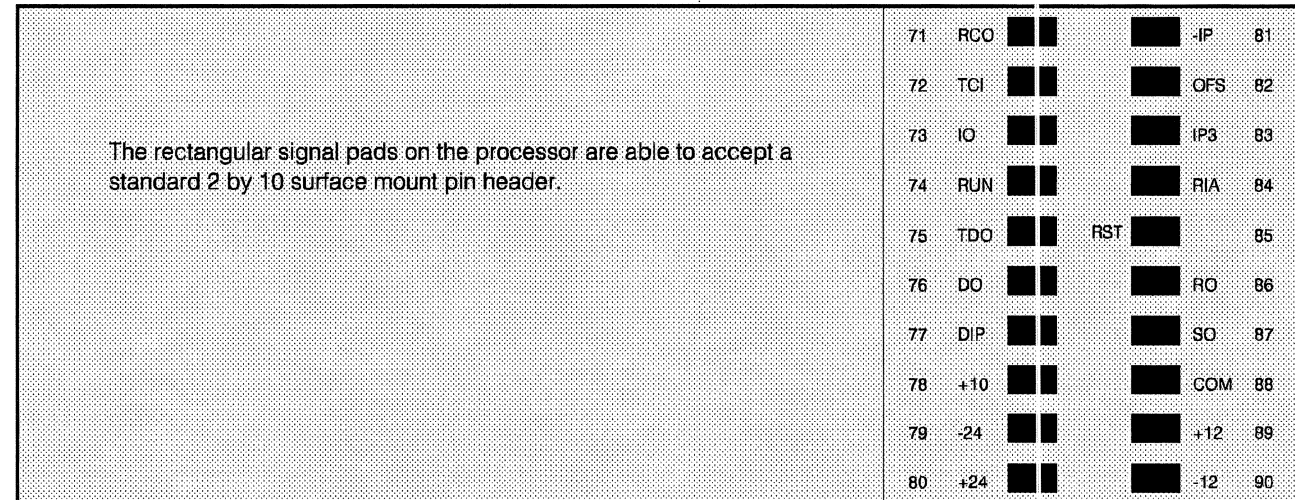 The rectangular signal pads on the processor are able to accept a
standard 2 by 10 surface mount pin header.
71 RCO -IP 81
72 TCI OFS 82
73 IO IP3 83
74 RUN RIA 84
75 TDO RST 85
76 DO RO 86
77 DIP SO 87
78 +10 COM 88
79 -24 +12 89
80 +24 -12 90